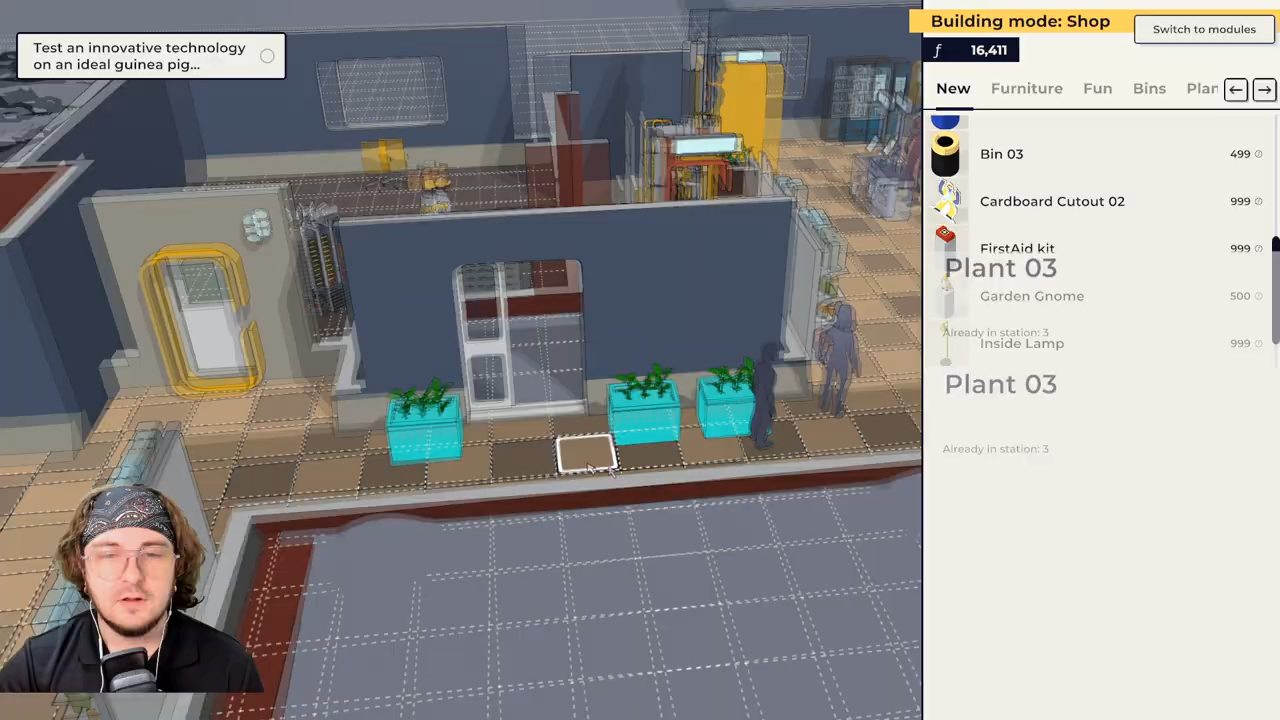 Test an innovative technology
on an ideal guinea pig...
Building mode: Shop
Switch to modules
ƒ 16,411
New Furniture Fun Bins Plan
Bin 03 499
Cardboard Cutout 02 999
FirstAid kit 999
Plant 03
Garden Gnome 500
Already in station: 3
Inside Lamp 999
Plant 03
Already in station: 3